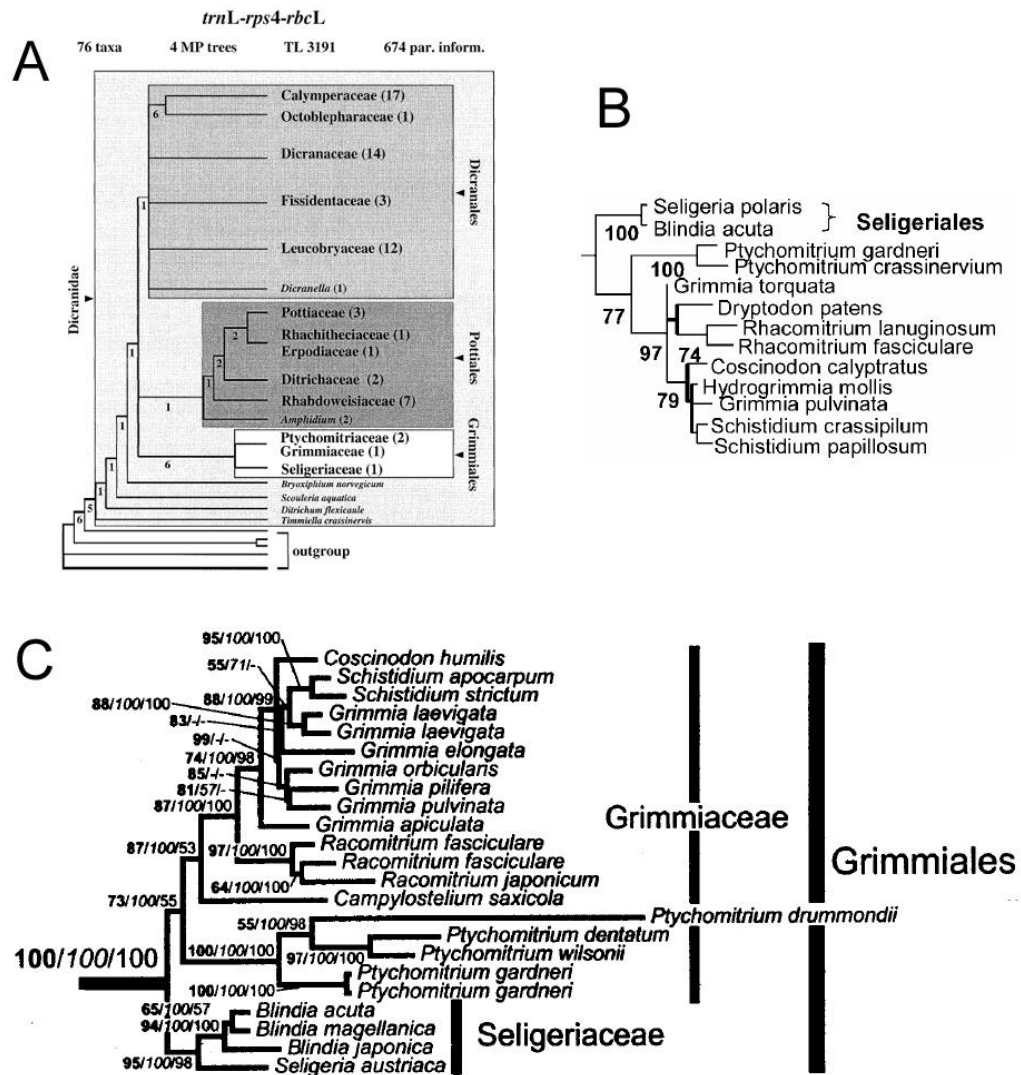 trnL-rps4-rbcL
76 taxa 4 MP trees TL 3191 674 par. inform.
A
Calymperaceae (17)
6
Octoblepharaceae (1)
Dicranaceae (14)
Fissidentaceae (3)
1
Leucobryaceae (12)
Dicranella (1)
Dicranales
Dicranidae
Pottiaceae (3)
2
Rhachitheciaceae (1)
Erpodiaceae (1)
2
Ditrichaceae (2)
1
Rhabdoweisiaceae (7)
Amphidium (2)
Pottiales
1
1
Ptychomitriaceae (2)
Grimmiaceae (1)
6
Seligeriaceae (1)
Grimmiales
1
Bryoxiphium norvegicum
1
Scouleria aquatica
1
Ditrichum flexicaule
5
Timmiella crassinervis
6
outgroup
B
Seligeria polaris
100
Blindia acuta
Seligeriales
Ptychomitrium gardneri
100
Ptychomitrium crassinervium
Grimmia torquata
77
Dryptodon patens
Rhacomitrium lanuginosum
97
Rhacomitrium fasciculare
74
Coscinodon calyptratus
Hydrogrimmia mollis
79
Grimmia pulvinata
Schistidium crassipilum
Schistidium papillosum
C
95/100/100
Coscinodon humilis
55/71/-
Schistidium apocarpum
88/100/99
Schistidium strictum
88/100/100
Grimmia laevigata
83/-/-
Grimmia laevigata
99/-/-
Grimmia elongata
74/100/98
Grimmia orbicularis
85/-/-
Grimmia pilifera
81/57/-
Grimmia pulvinata
87/100/100
Grimmia apiculata
Grimmiaceae
87/100/53
Racomitrium fasciculare
97/100/100
Racomitrium fasciculare
64/100/100
Racomitrium japonicum
Grimmiales
73/100/55
Campylostelium saxicola
Ptychomitrium drummondii
55/100/98
Ptychomitrium dentatum
100/100/100
97/100/100
Ptychomitrium wilsonii
100/100/100
Ptychomitrium gardneri
100/100/100
Ptychomitrium gardneri
65/100/57
Blindia acuta
94/100/100
Blindia magellanica
Seligeriaceae
Blindia japonica
95/100/98
Seligeria austriaca